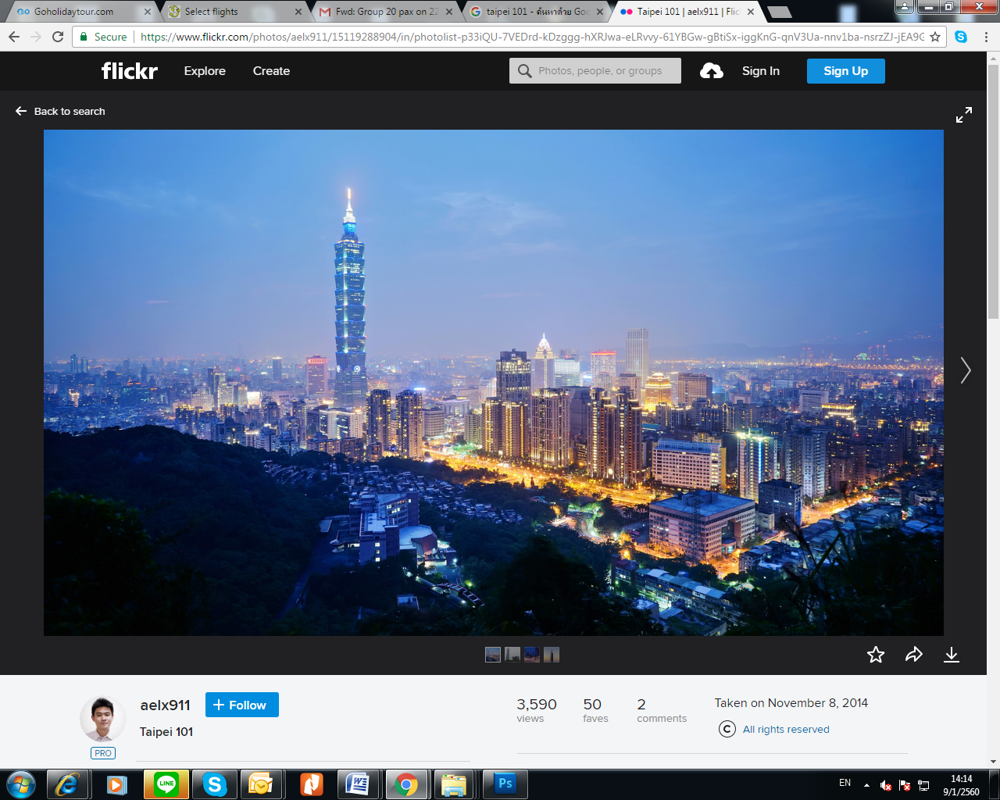 Goholidaytour.com
Select flights
Fwd: Group 20 pax on 22
taipei 101 - ค้นหาด้วย Goo
Taipei 101 | aelx911 | Flic
Secure
https://www.flickr.com/photos/aelx911/15119288904/in/photolist-p33iQU-7VEDrd-kDzggg-hXRJwa-eLRvvy-61YBGw-gBtiSx-iggKnG-qnV3Ua-nnv1ba-nsrzZJ-jEA9G
flickr
Explore
Create
Photos, people, or groups
Sign In
Sign Up
Back to search
aelx911
+ Follow
Taipei 101
PRO
3,590
views
50
faves
2
comments
Taken on November 8, 2014
© All rights reserved
LINE
Ps
EN
14:14
9/1/2560